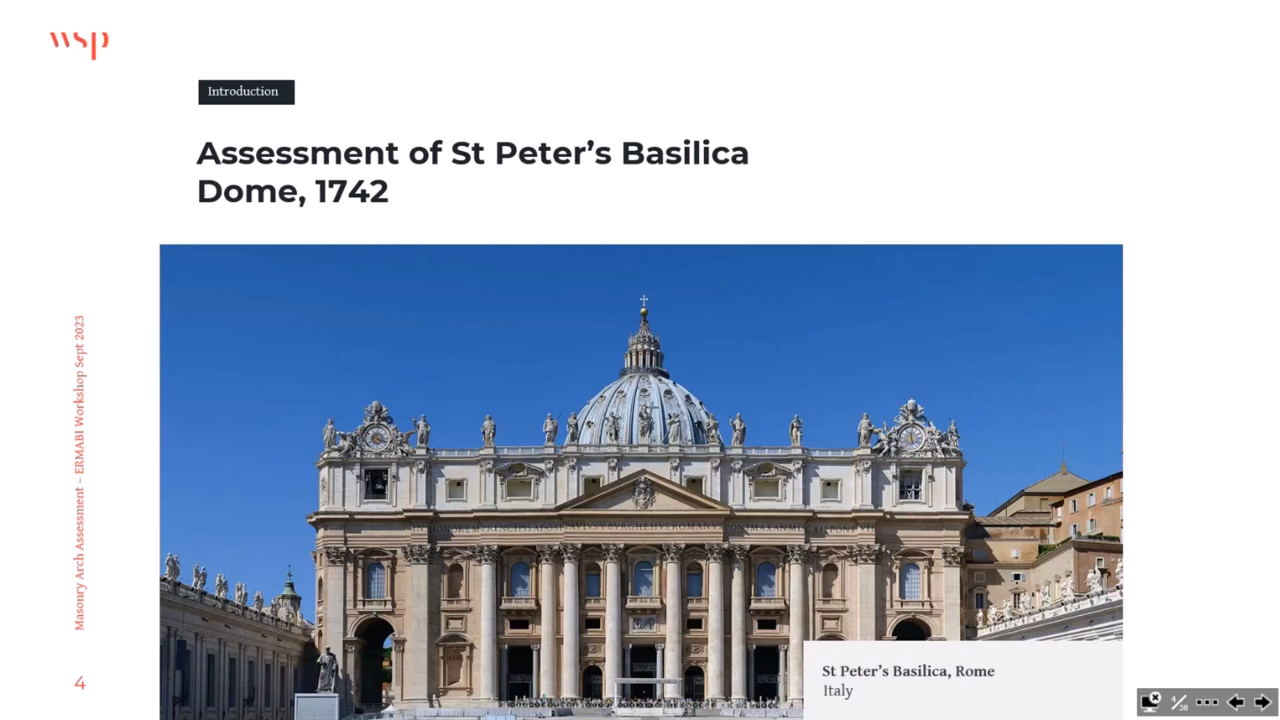 wsp
Introduction
Assessment of St Peter’s Basilica
Dome, 1742
Masonry Arch Assessment – ERMABI Workshop Sept 2023
4
St Peter’s Basilica, Rome
Italy